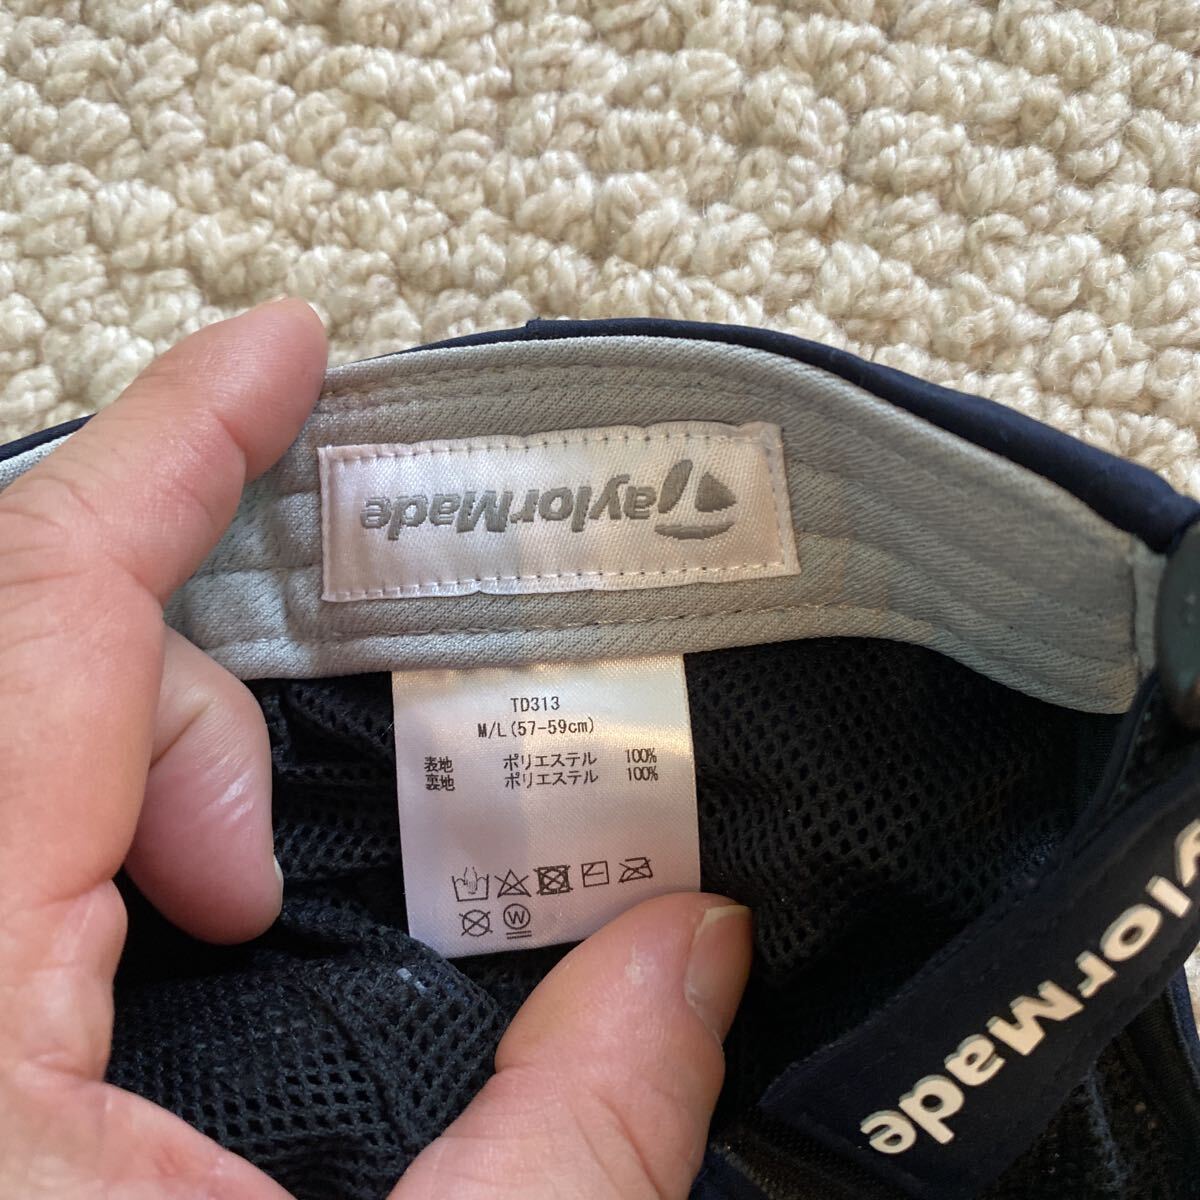 TaylorMade
TD313
M/L(57-59cm)
表地 ポリエステル 100%
裏地 ポリエステル 100%
W
aylorMade